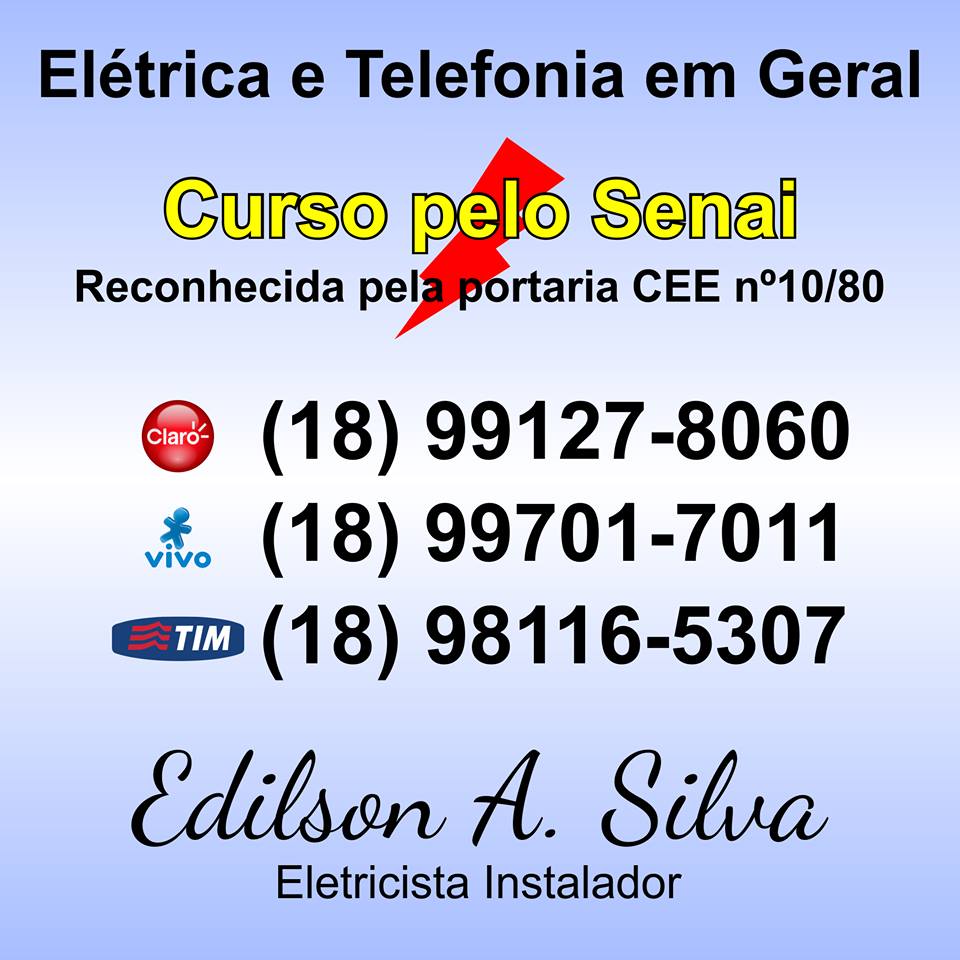 Elétrica e Telefonia em Geral
Curso pelo Senai
Reconhecida pela portaria CEE nº10/80
Claro (18) 99127-8060
vivo (18) 99701-7011
TIM (18) 98116-5307
Edilson A. Silva
Eletricista Instalador